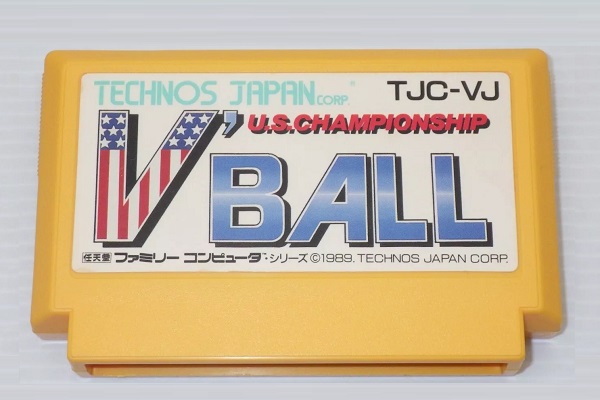 TECHNOS JAPAN CORP.® TJC-VJ
U.S. CHAMPIONSHIP
V'BALL
任天堂 ファミリー コンピュータ・シリーズ ©1989. TECHNOS JAPAN CORP.